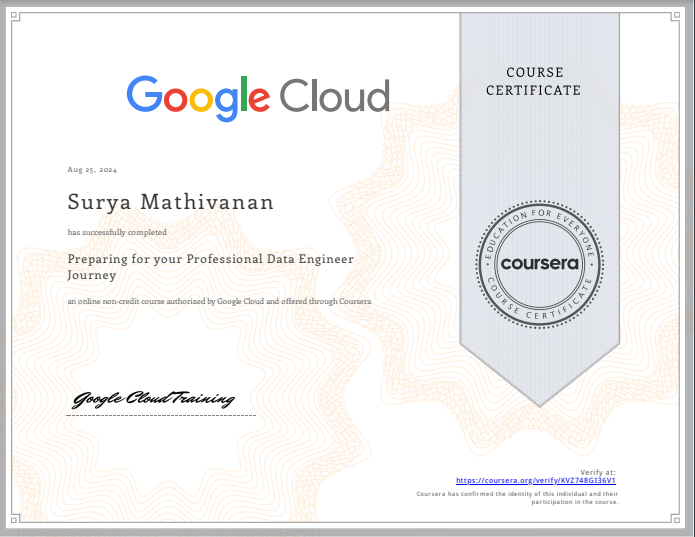 Google Cloud
COURSE
CERTIFICATE
Aug 25, 2024
Surya Mathivanan
has successfully completed
Preparing for your Professional Data Engineer
Journey
an online non-credit course authorized by Google Cloud and offered through Coursera
EDUCATION FOR EVERYONE
coursera
COURSE CERTIFICATE
Google Cloud Training
Verify at:
https://coursera.org/verify/KVZ748GI36V1
Coursera has confirmed the identity of this individual and their
participation in the course.